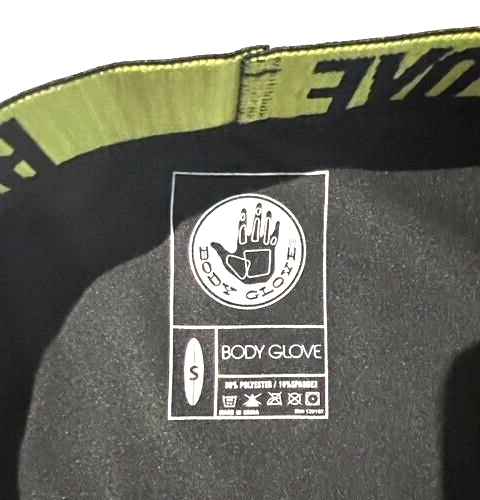 BODY GLOVE®
S
BODY GLOVE
90% POLYESTER / 10% SPANDEX
MADE IN CHINA